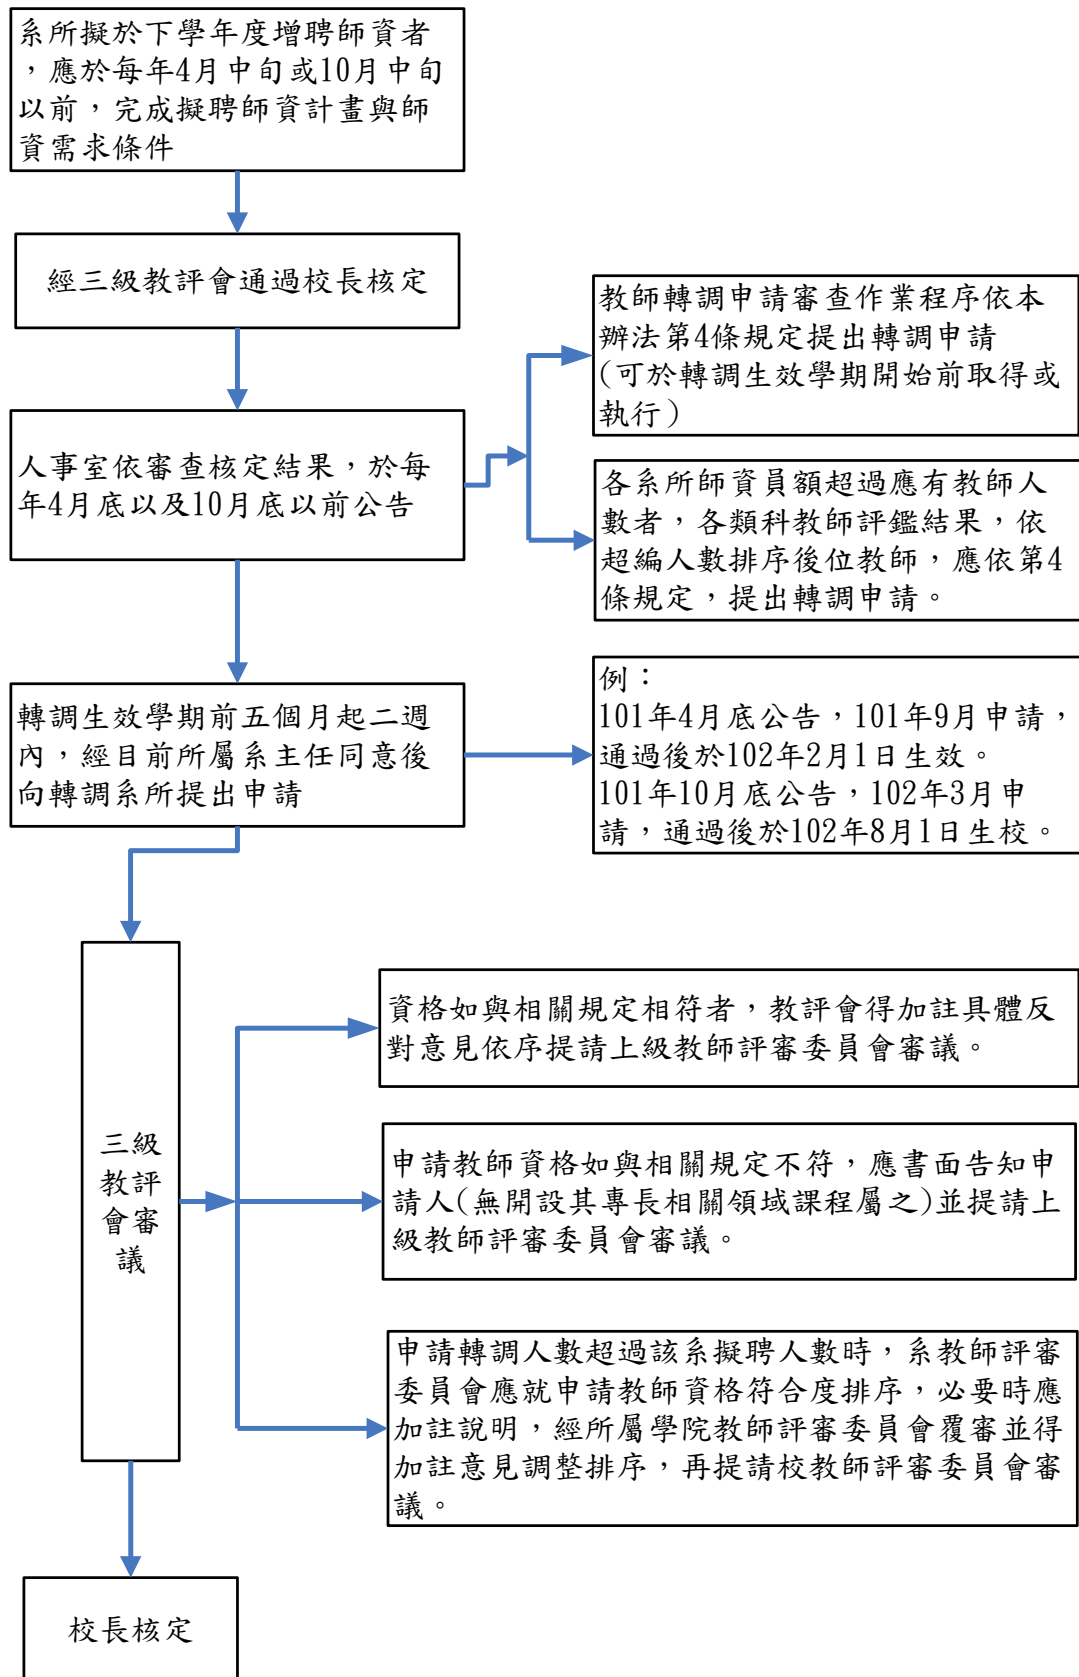 系所擬於下學年度增聘師資者
，應於每年4月中旬或10月中旬
以前，完成擬聘師資計畫與師
資需求條件
經三級教評會通過校長核定
人事室依審查核定結果，於每
年4月底以及10月底以前公告
教師轉調申請審查作業程序依本
辦法第4條規定提出轉調申請
(可於轉調生效學期開始前取得或
執行)
各系所師資員額超過應有教師人
數者，各類科教師評鑑結果，依
超編人數排序後位教師，應依第4
條規定，提出轉調申請。
轉調生效學期前五個月起二週
內，經目前所屬系主任同意後
向轉調系所提出申請
例：
101年4月底公告，101年9月申請，
通過後於102年2月1日生效。
101年10月底公告，102年3月申
請，通過後於102年8月1日生校。
三級
教評
會審
議
資格如與相關規定相符者，教評會得加註具體反
對意見依序提請上級教師評審委員會審議。
申請教師資格如與相關規定不符，應書面告知申
請人(無開設其專長相關領域課程屬之)並提請上
級教師評審委員會審議。
申請轉調人數超過該系擬聘人數時，系教師評審
委員會應就申請教師資格符合度排序，必要時應
加註說明，經所屬學院教師評審委員會覆審並得
加註意見調整排序，再提請校教師評審委員會審
議。
校長核定